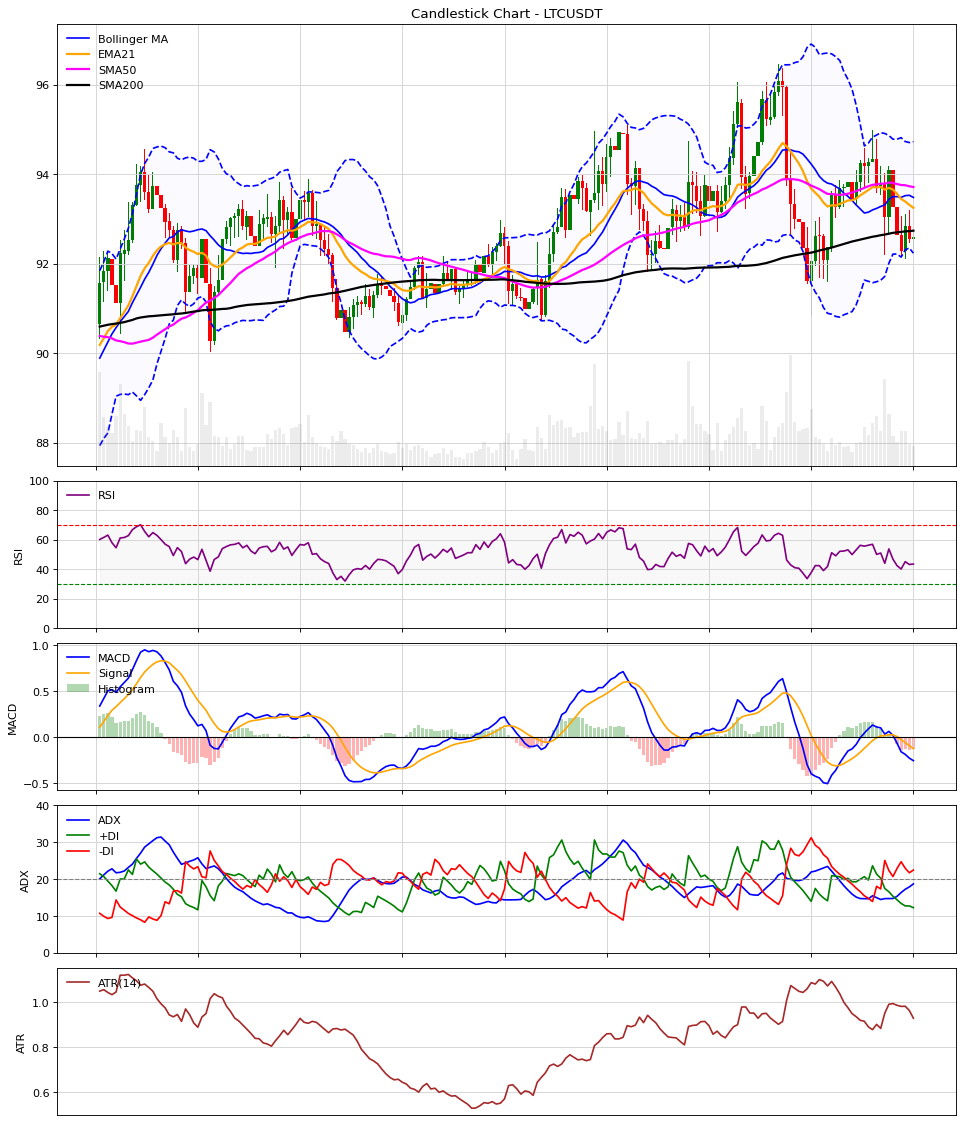 Candlestick Chart - LTCUSDT
Bollinger MA
EMA21
SMA50
SMA200
96
94
92
90
88
RSI
100
80
60
40
20
0
RSI
MACD
Signal
Histogram
1.0
0.5
0.0
−0.5
MACD
ADX
+DI
-DI
40
30
20
10
0
ADX
ATR(14)
1.0
0.8
0.6
ATR